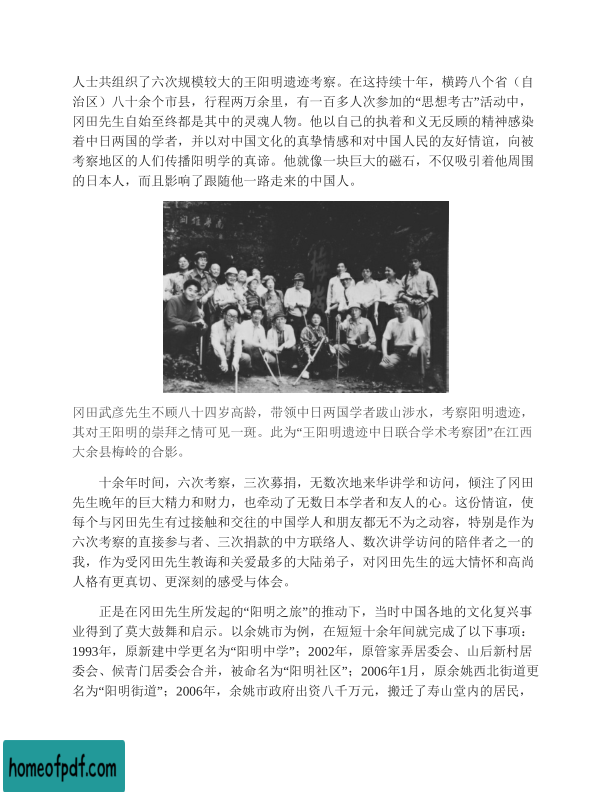 人士共组织了六次规模较大的王阳明遗迹考察。在这持续十年，横跨八个省（自
治区）八十余个市县，行程两万余里，有一百多人次参加的“思想考古”活动中，
冈田先生自始至终都是其中的灵魂人物。他以自己的执着和义无反顾的精神感染
着中日两国的学者，并以对中国文化的真挚情感和对中国人民的友好情谊，向被
考察地区的人们传播阳明学的真谛。他就像一块巨大的磁石，不仅吸引着他周围
的日本人，而且影响了跟随他一路走来的中国人。
冈田武彦先生不顾八十四岁高龄，带领中日两国学者跋山涉水，考察阳明遗迹，
其对王阳明的崇拜之情可见一斑。此为“王阳明遗迹中日联合学术考察团”在江西
大余县梅岭的合影。
十余年时间，六次考察，三次募捐，无数次地来华讲学和访问，倾注了冈田
先生晚年的巨大精力和财力，也牵动了无数日本学者和友人的心。这份情谊，使
每个与冈田先生有过接触和交往的中国学人和朋友都无不为之动容，特别是作为
六次考察的直接参与者、三次捐款的中方联络人、数次讲学访问的陪伴者之一的
我，作为受冈田先生教诲和关爱最多的大陆弟子，对冈田先生的远大情怀和高尚
人格有更真切、更深刻的感受与体会。
正是在冈田先生所发起的“阳明之旅”的推动下，当时中国各地的文化复兴事
业得到了莫大鼓舞和启示。以余姚市为例，在短短十余年间就完成了以下事项：
1993年，原新建中学更名为“阳明中学”；2002年，原管家弄居委会、山后新村居
委会、候青门居委会合并，被命名为“阳明社区”；2006年1月，原余姚西北街道更
名为“阳明街道”；2006年，余姚市政府出资八千万元，搬迁了寿山堂内的居民，
homeofpdf.com